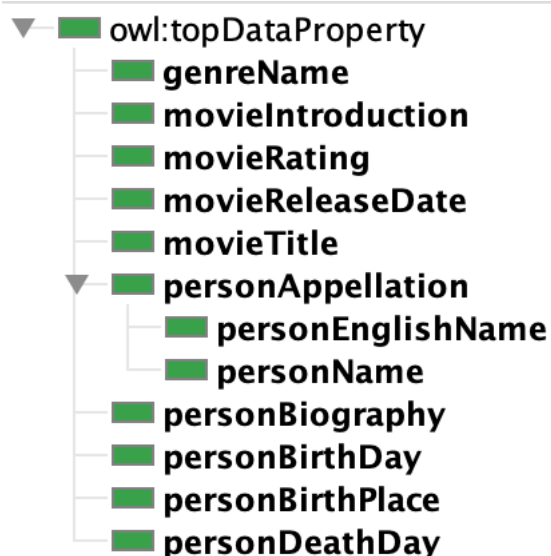 owl:topDataProperty
genreName
movieIntroduction
movieRating
movieReleaseDate
movieTitle
personAppellation
personEnglishName
personName
personBiography
personBirthDay
personBirthPlace
personDeathDay